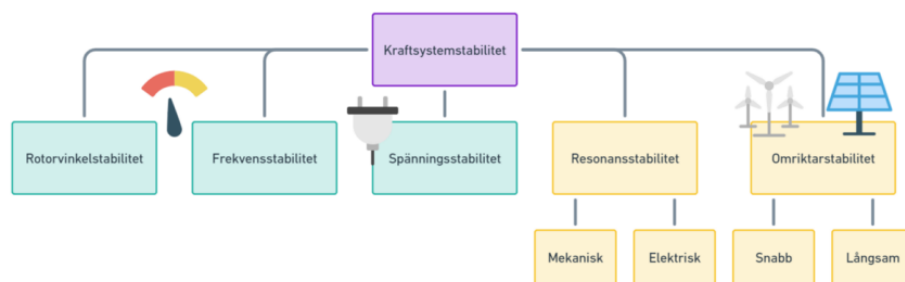 Kraftsystemstabilitet
Rotorvinkelstabilitet
Frekvensstabilitet
Spänningsstabilitet
Resonansstabilitet
Omriktarstabilitet
Mekanisk
Elektrisk
Snabb
Långsam